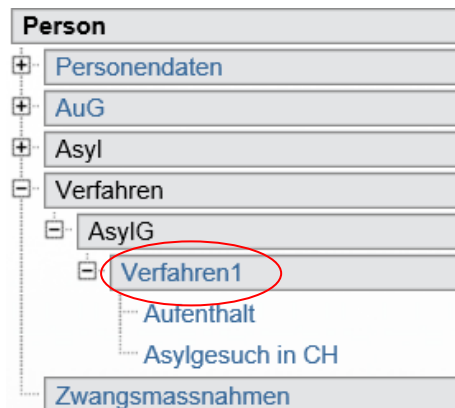 Person
Personendaten
AuG
Asyl
Verfahren
AsylG
Verfahren1
Aufenthalt
Asylgesuch in CH
Zwangsmassnahmen